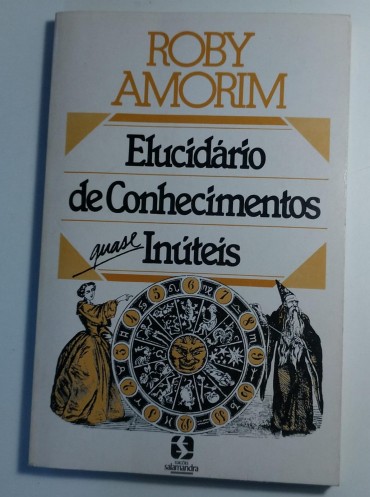 ROBY
AMORIM
Elucidário
de Conhecimentos
quase Inúteis
salamandra